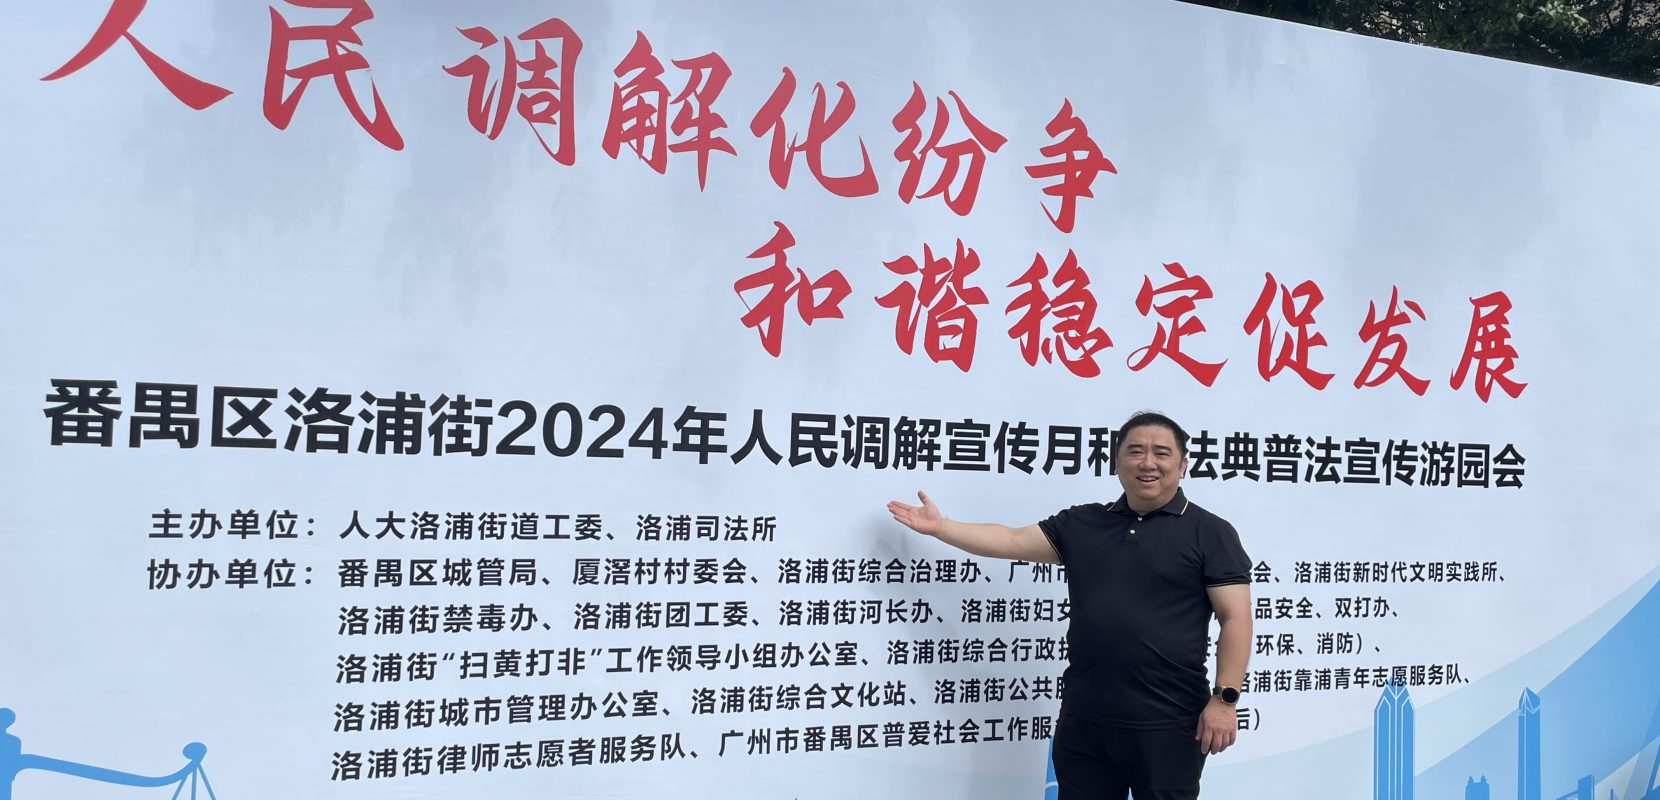 人民调解化纷争
和谐稳定促发展
番禺区洛浦街2024年人民调解宣传月和 法典普法宣传游园会
主办单位：人大洛浦街道工委、洛浦司法所
协办单位：番禺区城管局、厦滘村村委会、洛浦街综合治理办、广州市 会、洛浦街新时代文明实践所、
洛浦街禁毒办、洛浦街团工委、洛浦街河长办、洛浦街妇女 品安全、双打办、
洛浦街“扫黄打非”工作领导小组办公室、洛浦街综合行政执 环保、消防）、
洛浦街城市管理办公室、洛浦街综合文化站、洛浦街公共服 洛浦街靠浦青年志愿服务队、
洛浦街律师志愿者服务队、广州市番禺区普爱社会工作服务 后）